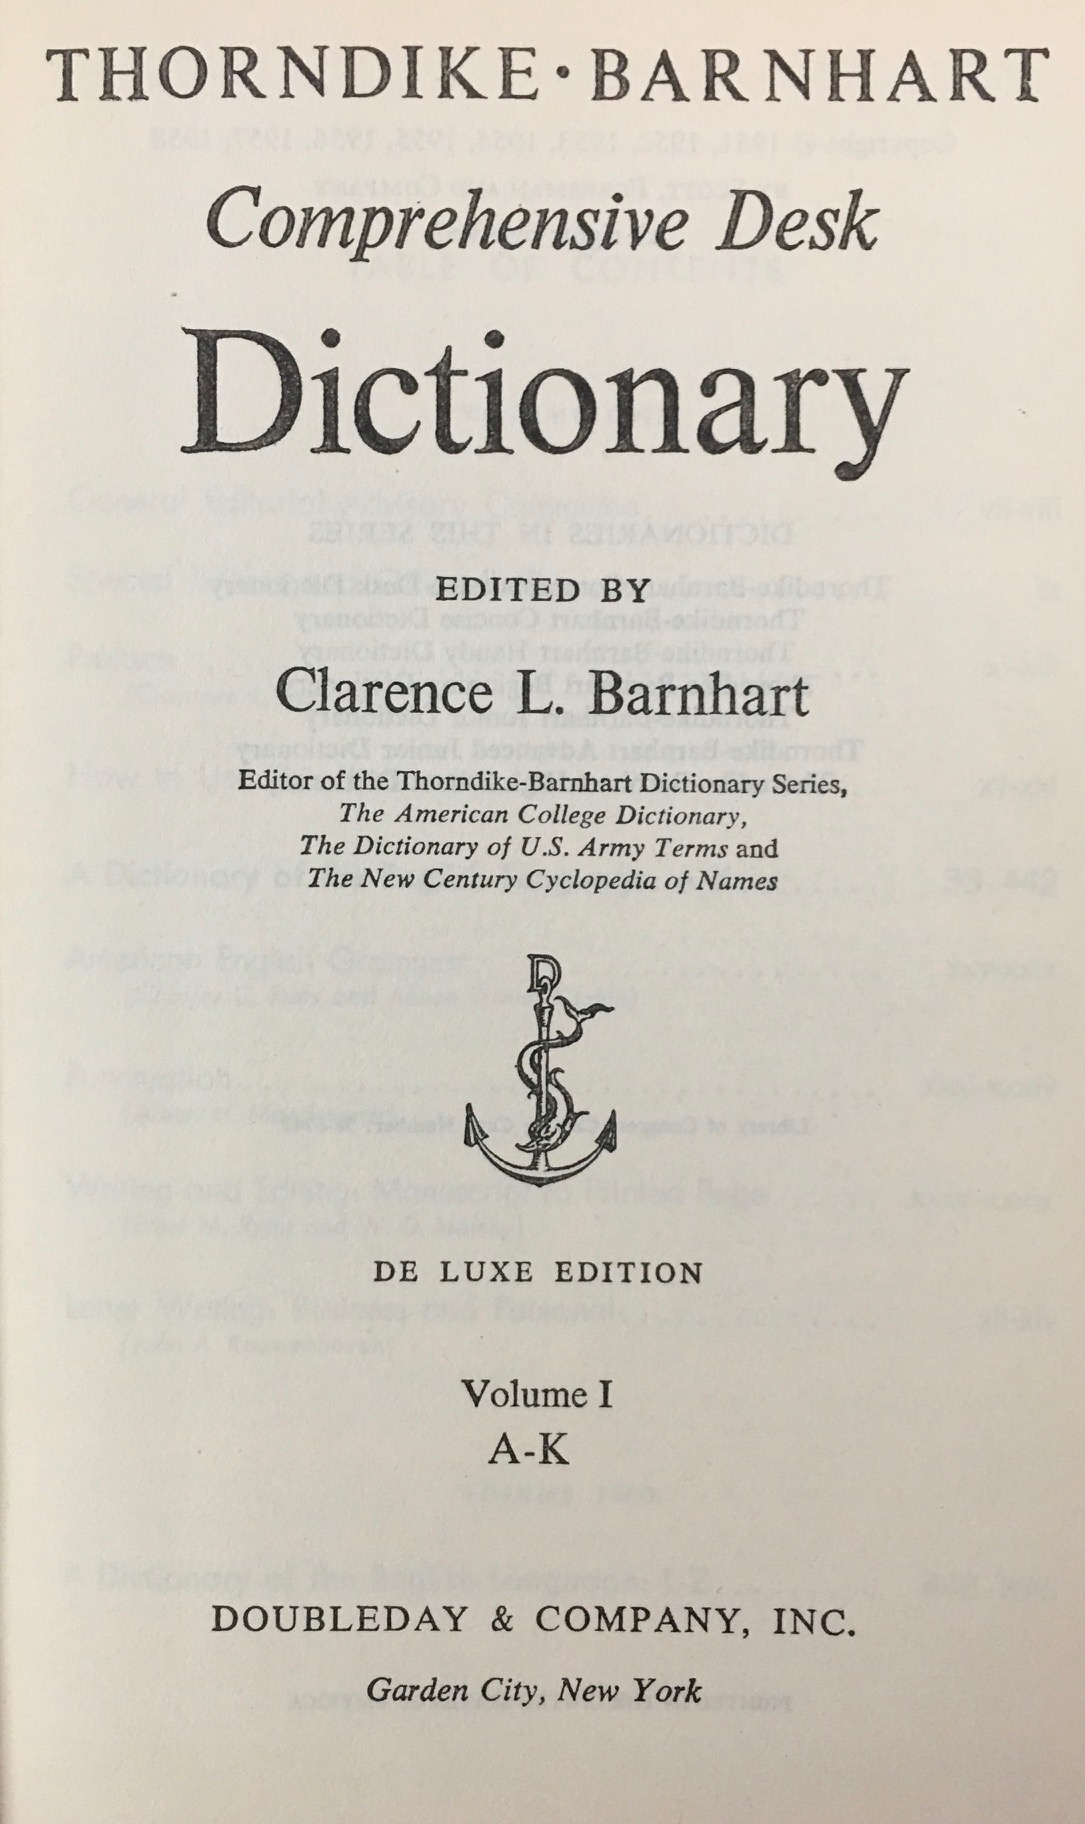 THORNDIKE·BARNHART
Comprehensive Desk
Dictionary
EDITED BY
Clarence L. Barnhart
Editor of the Thorndike-Barnhart Dictionary Series,
The American College Dictionary,
The Dictionary of U.S. Army Terms and
The New Century Cyclopedia of Names
D
DE LUXE EDITION
Volume I
A-K
DOUBLEDAY & COMPANY, INC.
Garden City, New York